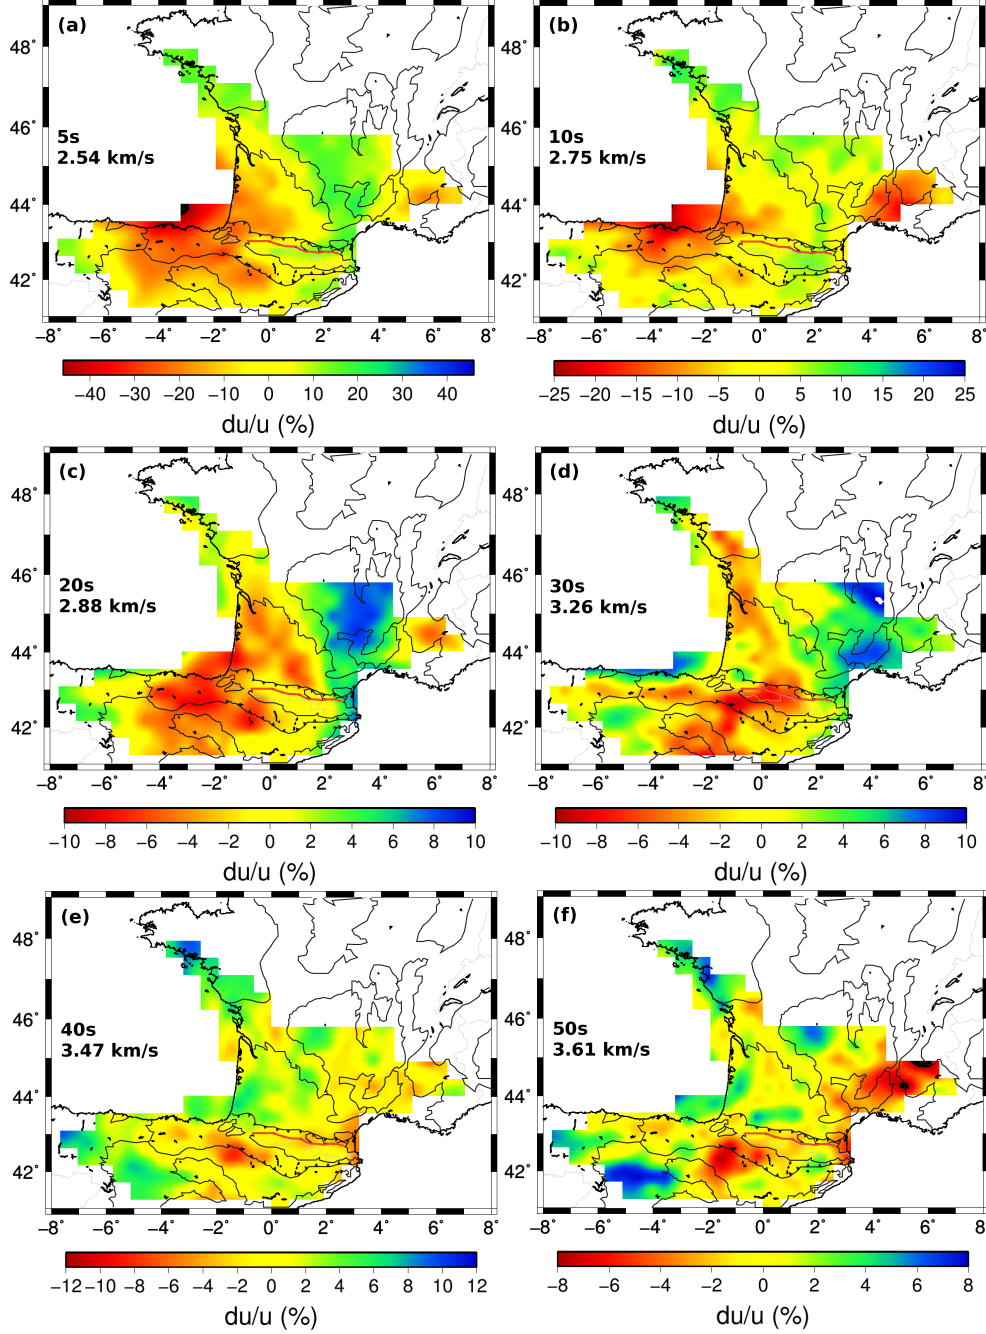 (a)
(b)
48°
48°
46°
46°
5s
2.54 km/s
10s
2.75 km/s
44°
44°
42°
42°
−8 −6 −4 −2 0 2 4 6 8
−8 −6 −4 −2 0 2 4 6 8
−40 −30 −20 −10 0 10 20 30 40
−25 −20 −15 −10 −5 0 5 10 15 20 25
du/u (%)
du/u (%)
(c)
(d)
48°
48°
46°
46°
20s
2.88 km/s
30s
3.26 km/s
44°
44°
42°
42°
−8 −6 −4 −2 0 2 4 6 8
−8 −6 −4 −2 0 2 4 6 8
−10 −8 −6 −4 −2 0 2 4 6 8 10
−10 −8 −6 −4 −2 0 2 4 6 8 10
du/u (%)
du/u (%)
(e)
(f)
48°
48°
46°
46°
40s
3.47 km/s
50s
3.61 km/s
44°
44°
42°
42°
−8 −6 −4 −2 0 2 4 6 8
−8 −6 −4 −2 0 2 4 6 8
−12 −10 −8 −6 −4 −2 0 2 4 6 8 10 12
−8 −6 −4 −2 0 2 4 6 8
du/u (%)
du/u (%)